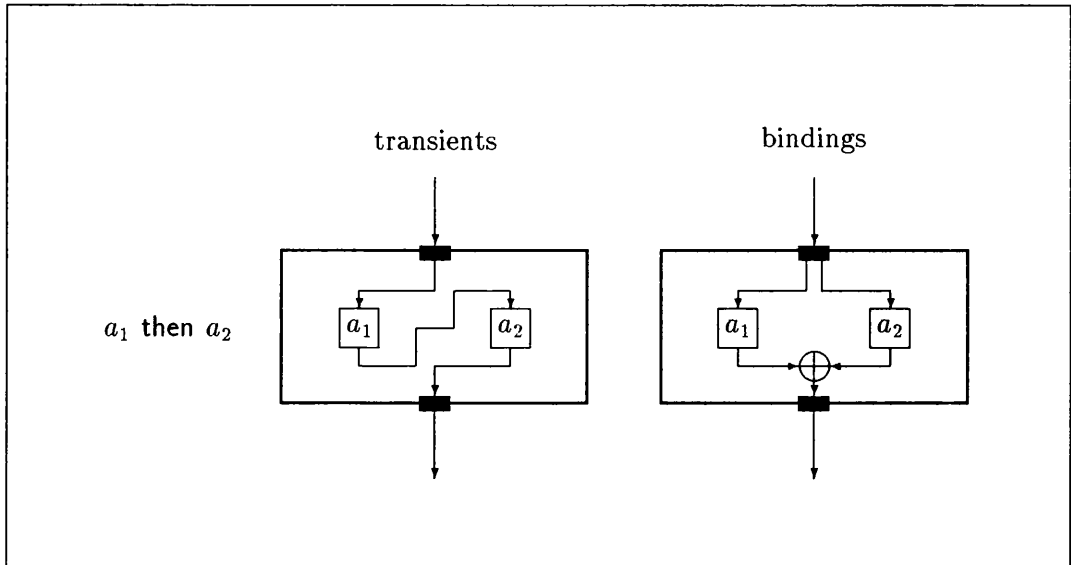 transients bindings
a₁ then a₂
a₁ a₂ a₁ a₂